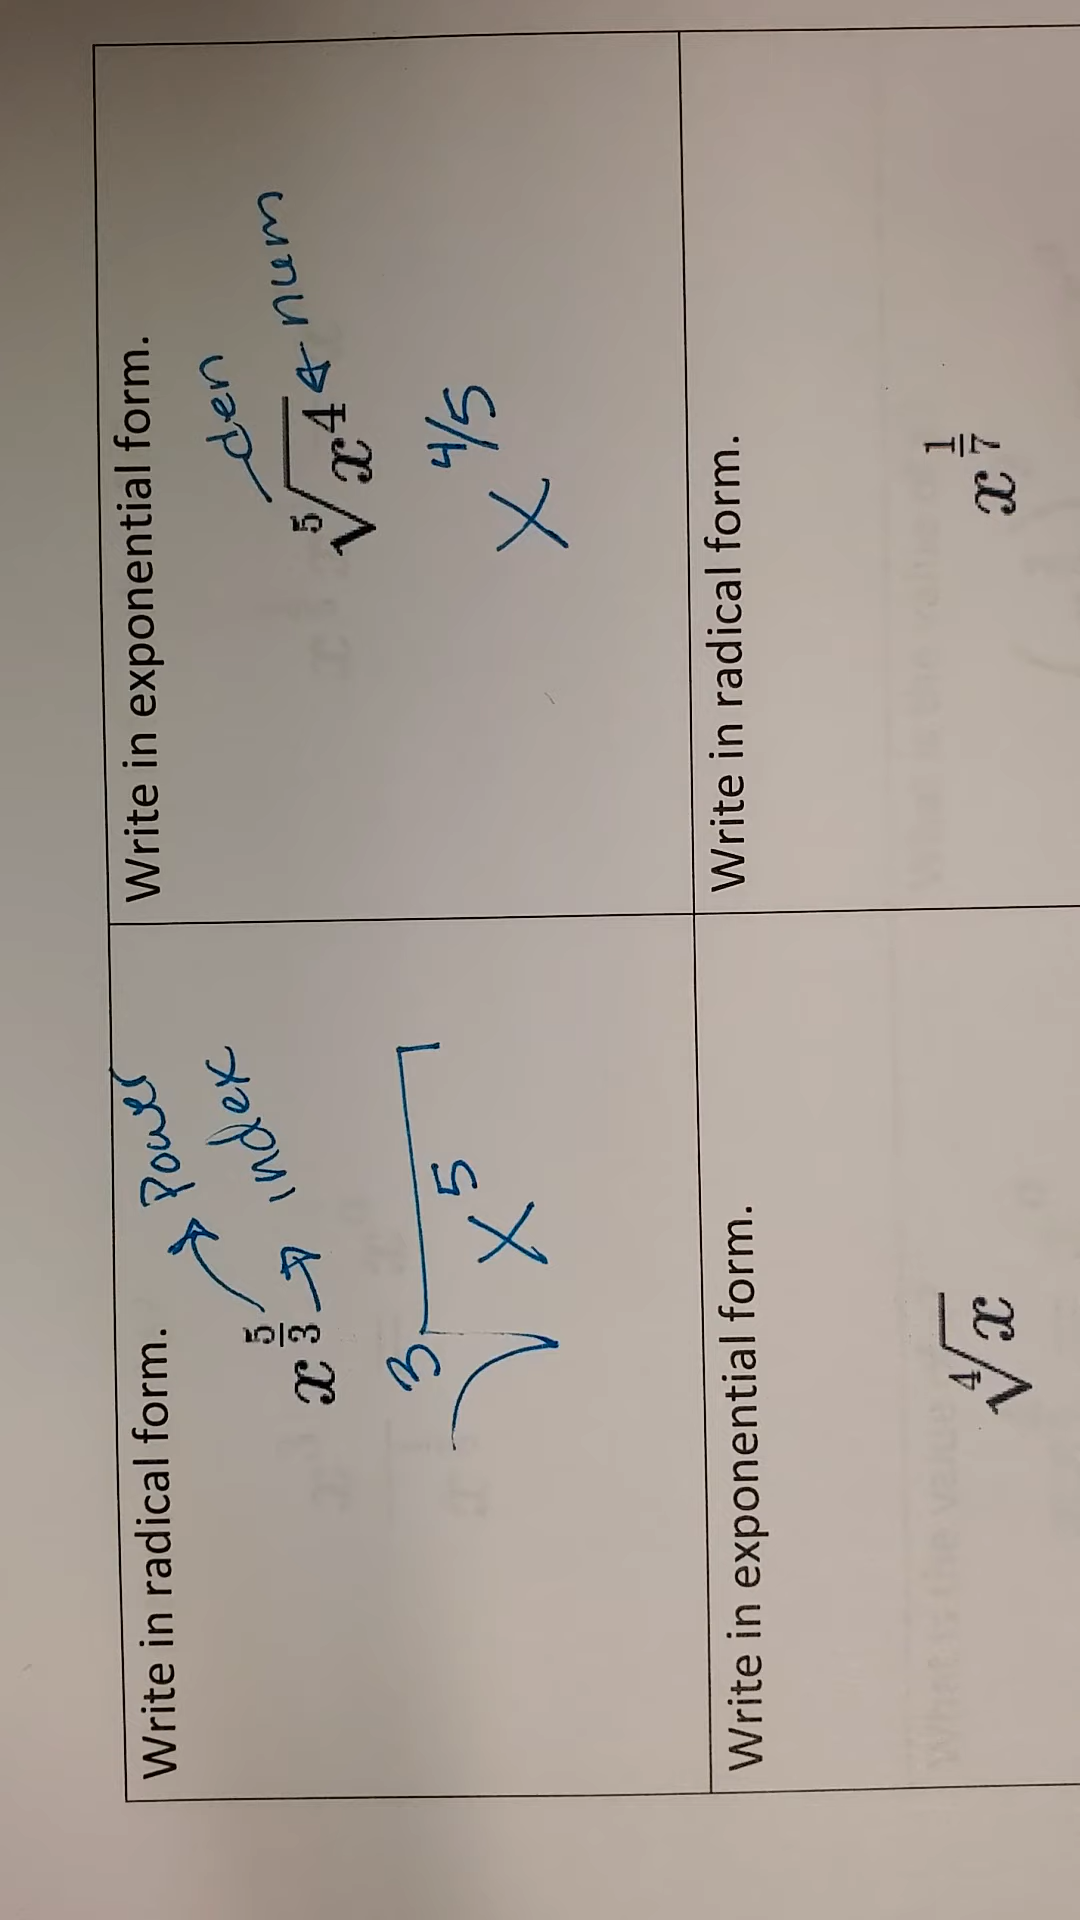 Write in radical form.
Power
x^{5/3} → index
3√x^5
Write in exponential form.
den
⁵√x^4 ← num
x^{4/5}
Write in exponential form.
⁴√x
Write in radical form.
x^{1/7}